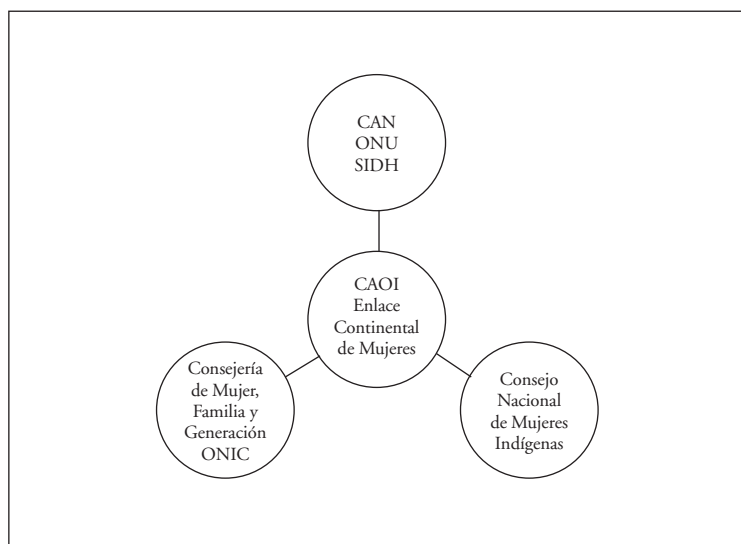 CAN
ONU
SIDH
CAOI
Enlace
Continental
de Mujeres
Consejería
de Mujer,
Familia y
Generación
ONIC
Consejo
Nacional
de Mujeres
Indígenas